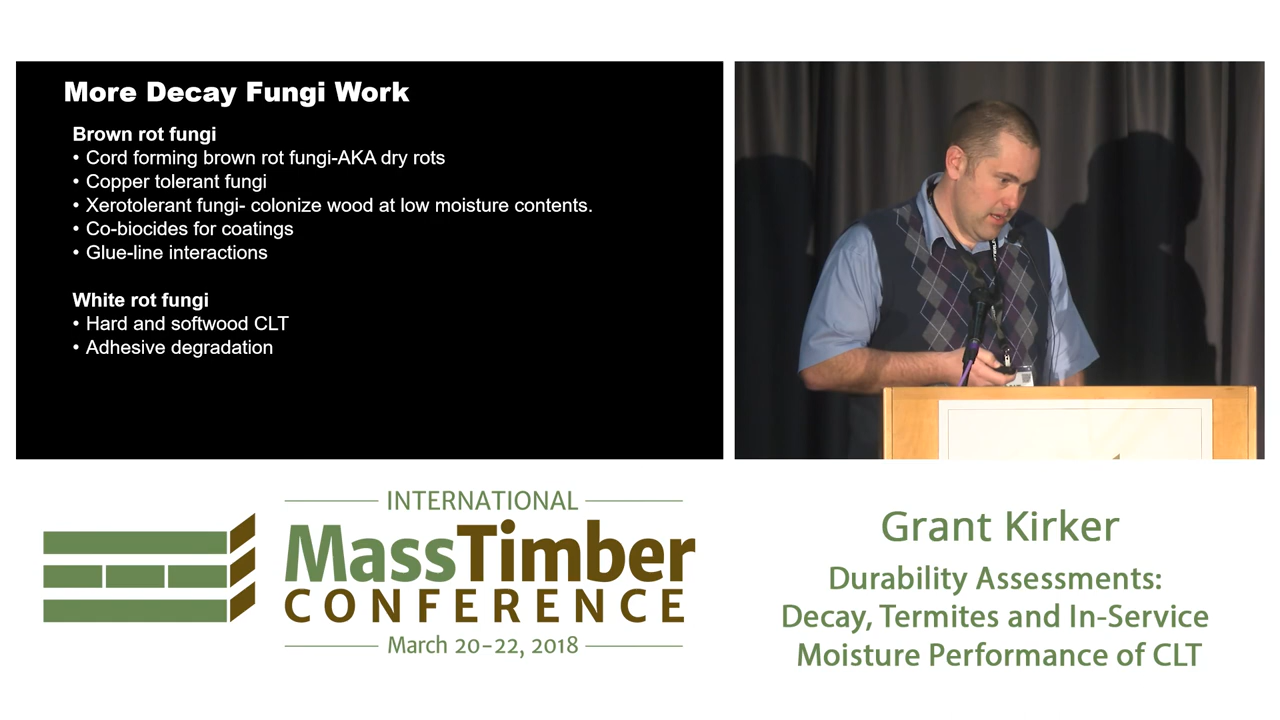 More Decay Fungi Work
Brown rot fungi
• Cord forming brown rot fungi-AKA dry rots
• Copper tolerant fungi
• Xerotolerant fungi- colonize wood at low moisture contents.
• Co-biocides for coatings
• Glue-line interactions
White rot fungi
• Hard and softwood CLT
• Adhesive degradation
INTERNATIONAL
MassTimber
CONFERENCE
March 20-22, 2018
Grant Kirker
Durability Assessments:
Decay, Termites and In-Service
Moisture Performance of CLT